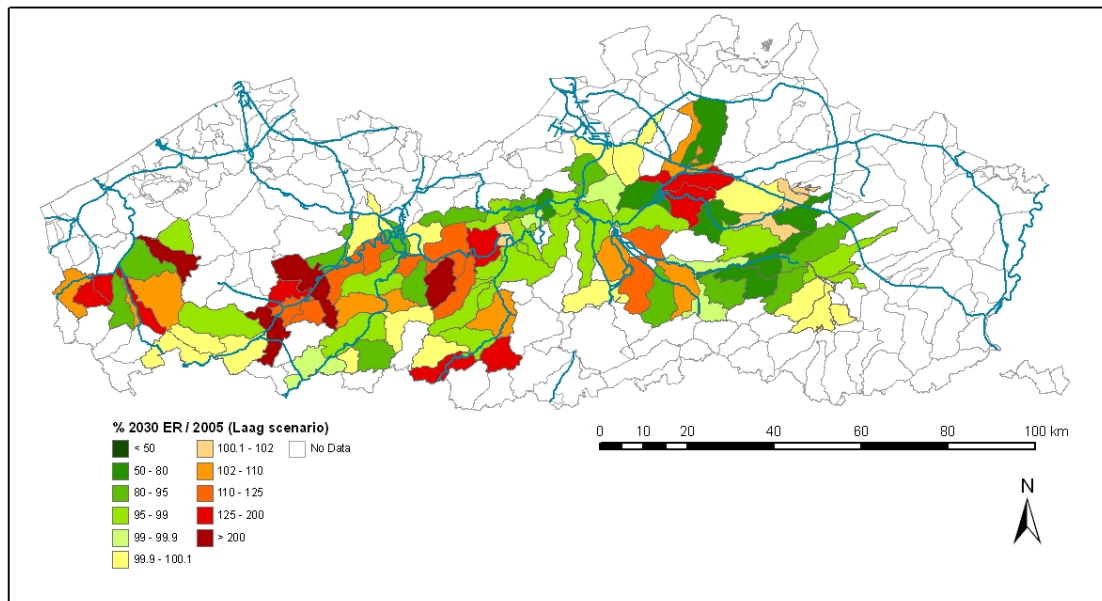 % 2030 ER / 2005 (Laag scenario)
< 50
50 - 80
80 - 95
95 - 99
99 - 99.9
99.9 - 100.1
100.1 - 102
102 - 110
110 - 125
125 - 200
> 200
No Data
0 5 10 20 40 60 80 100 km
N